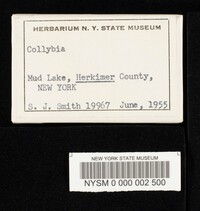 HERBARIUM N. Y. STATE MUSEUM
Collybia
Mud Lake, Herkimer County,
NEW YORK
S. J. Smith 19967 June, 1955
NEW YORK STATE MUSEUM
NYSM 0 000 002 500